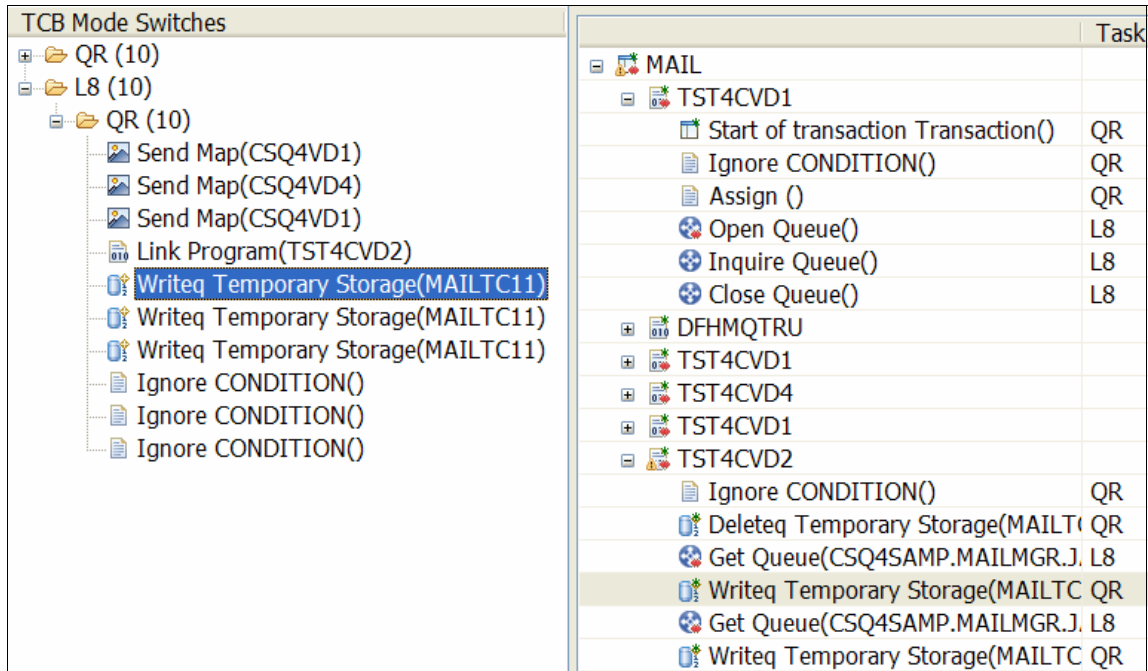 TCB Mode Switches
QR (10)
L8 (10)
QR (10)
Send Map(CSQ4VD1)
Send Map(CSQ4VD4)
Send Map(CSQ4VD1)
Link Program(TST4CVD2)
Writeq Temporary Storage(MAILTC11)
Writeq Temporary Storage(MAILTC11)
Writeq Temporary Storage(MAILTC11)
Ignore CONDITION()
Ignore CONDITION()
Ignore CONDITION()
Task
MAIL
TST4CVD1
Start of transaction Transaction() QR
Ignore CONDITION() QR
Assign () QR
Open Queue() L8
Inquire Queue() L8
Close Queue() L8
DFHMQTRU
TST4CVD1
TST4CVD4
TST4CVD1
TST4CVD2
Ignore CONDITION() QR
Deleteq Temporary Storage(MAILT QR
Get Queue(CSQ4SAMP.MAILMGR.J L8
Writeq Temporary Storage(MAILTC QR
Get Queue(CSQ4SAMP.MAILMGR.J L8
Writeq Temporary Storage(MAILTC QR